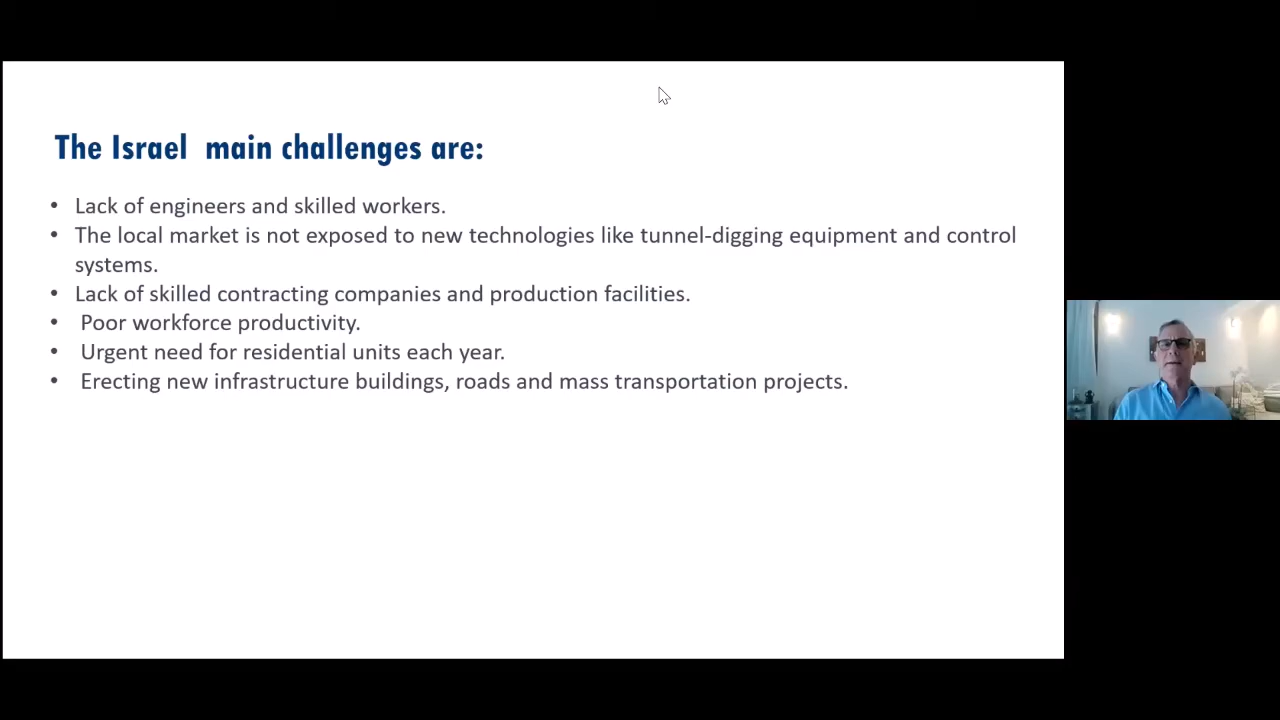 The Israel  main challenges are:
• Lack of engineers and skilled workers.
• The local market is not exposed to new technologies like tunnel-digging equipment and control
systems.
• Lack of skilled contracting companies and production facilities.
• Poor workforce productivity.
• Urgent need for residential units each year.
• Erecting new infrastructure buildings, roads and mass transportation projects.